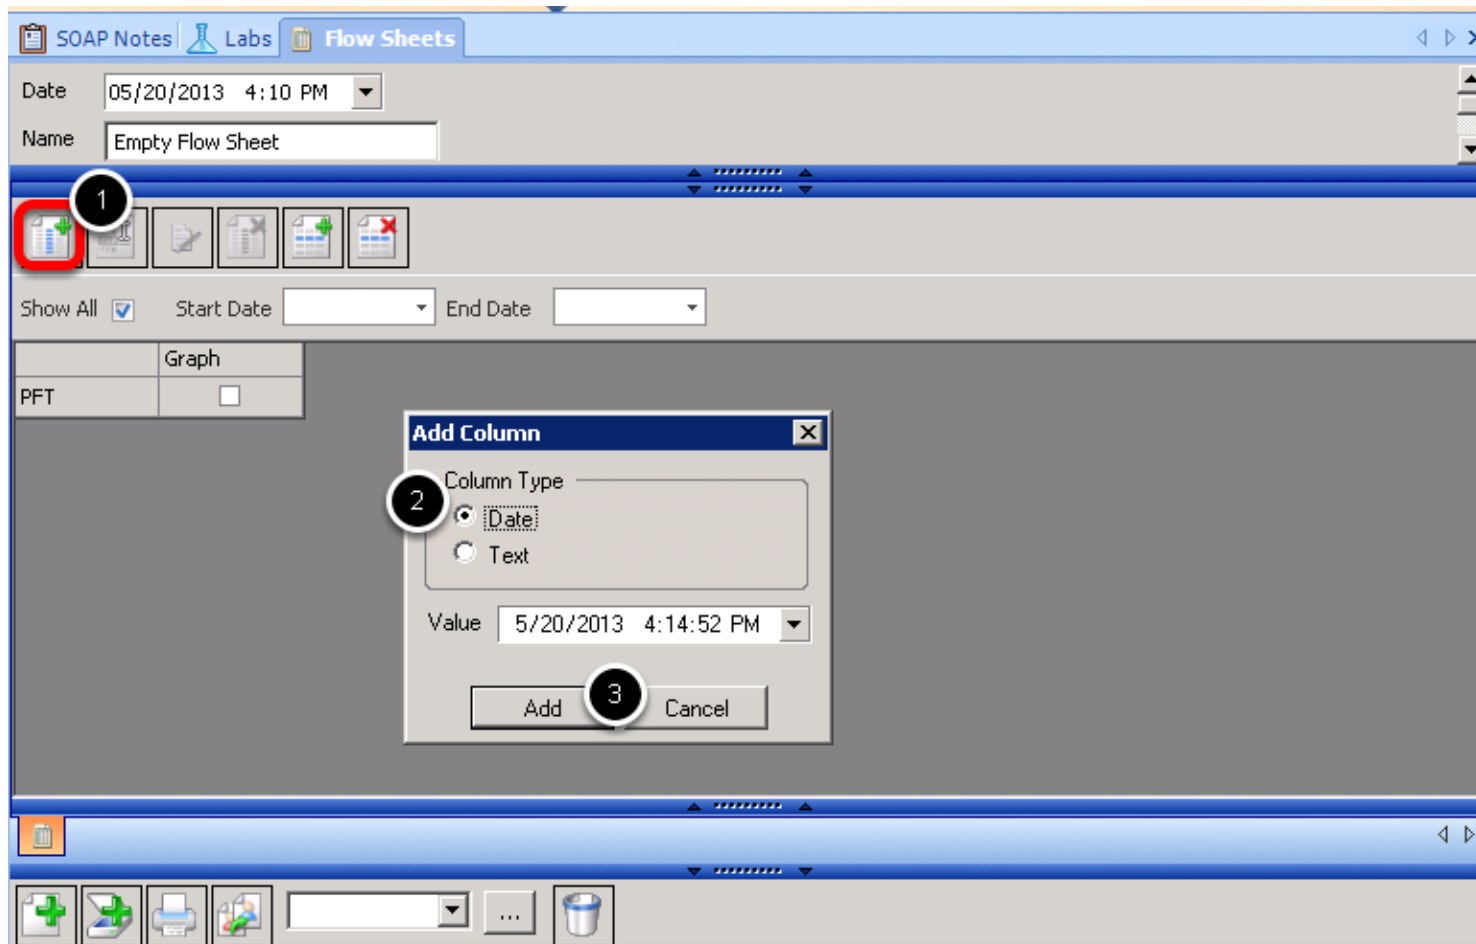 SOAP Notes Labs Flow Sheets
Date 05/20/2013 4:10 PM
Name Empty Flow Sheet
1
Show All Start Date End Date
Graph
PFT
Add Column
Column Type
2
Date
Text
Value 5/20/2013 4:14:52 PM
Add 3 Cancel
...